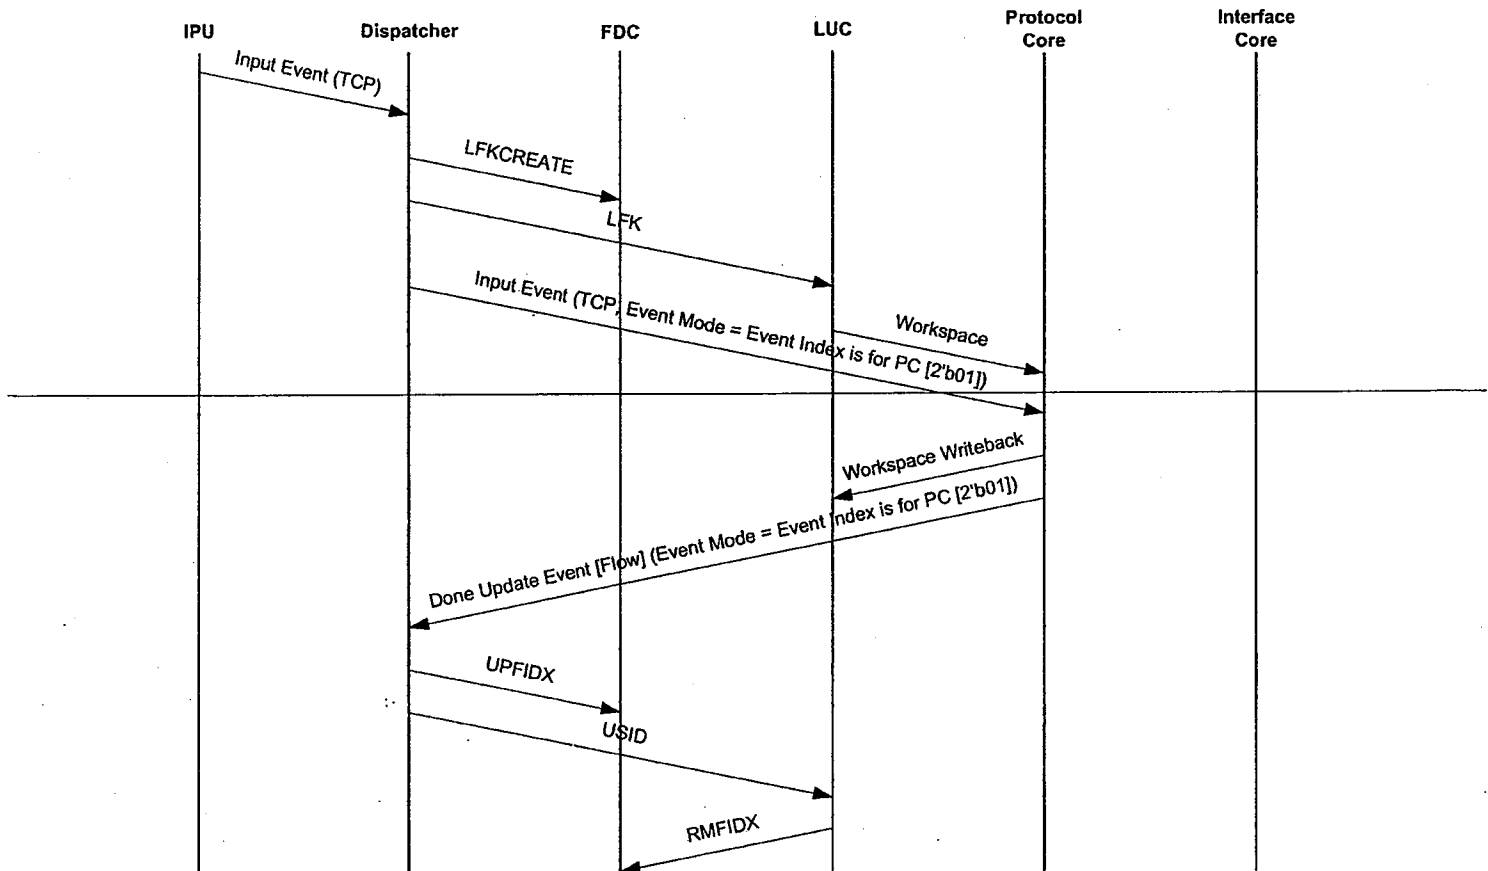 IPU
Dispatcher
FDC
LUC
Protocol
Core
Interface
Core
Input Event (TCP)
LFKCREATE
LFK
Input Event (TCP, Event Mode = Event Index is for PC [2'b01])
Workspace
Workspace Writeback
Done Update Event [Flow] (Event Mode = Event Index is for PC [2'b01])
UPFIDX
USID
RMFIDX